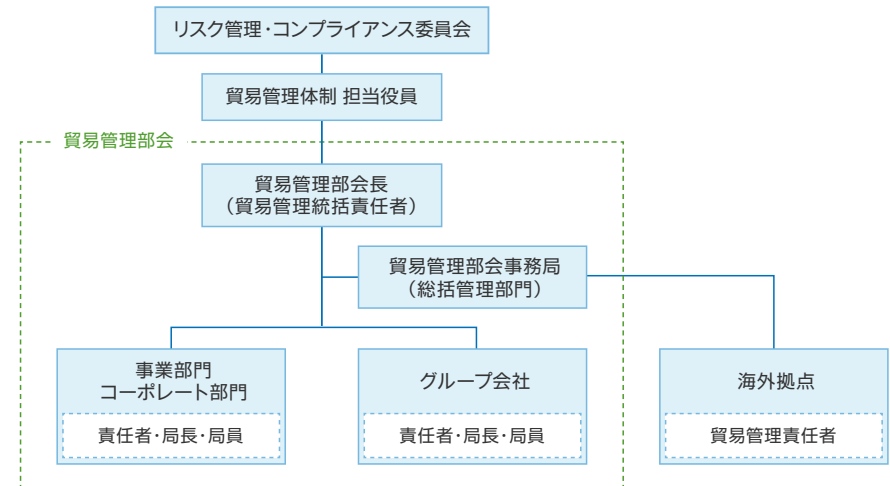 リスク管理・コンプライアンス委員会
貿易管理体制 担当役員
貿易管理部会
貿易管理部会長
（貿易管理統括責任者）
貿易管理部会事務局
（総括管理部門）
事業部門
コーポレート部門
責任者・局長・局員
グループ会社
責任者・局長・局員
海外拠点
貿易管理責任者